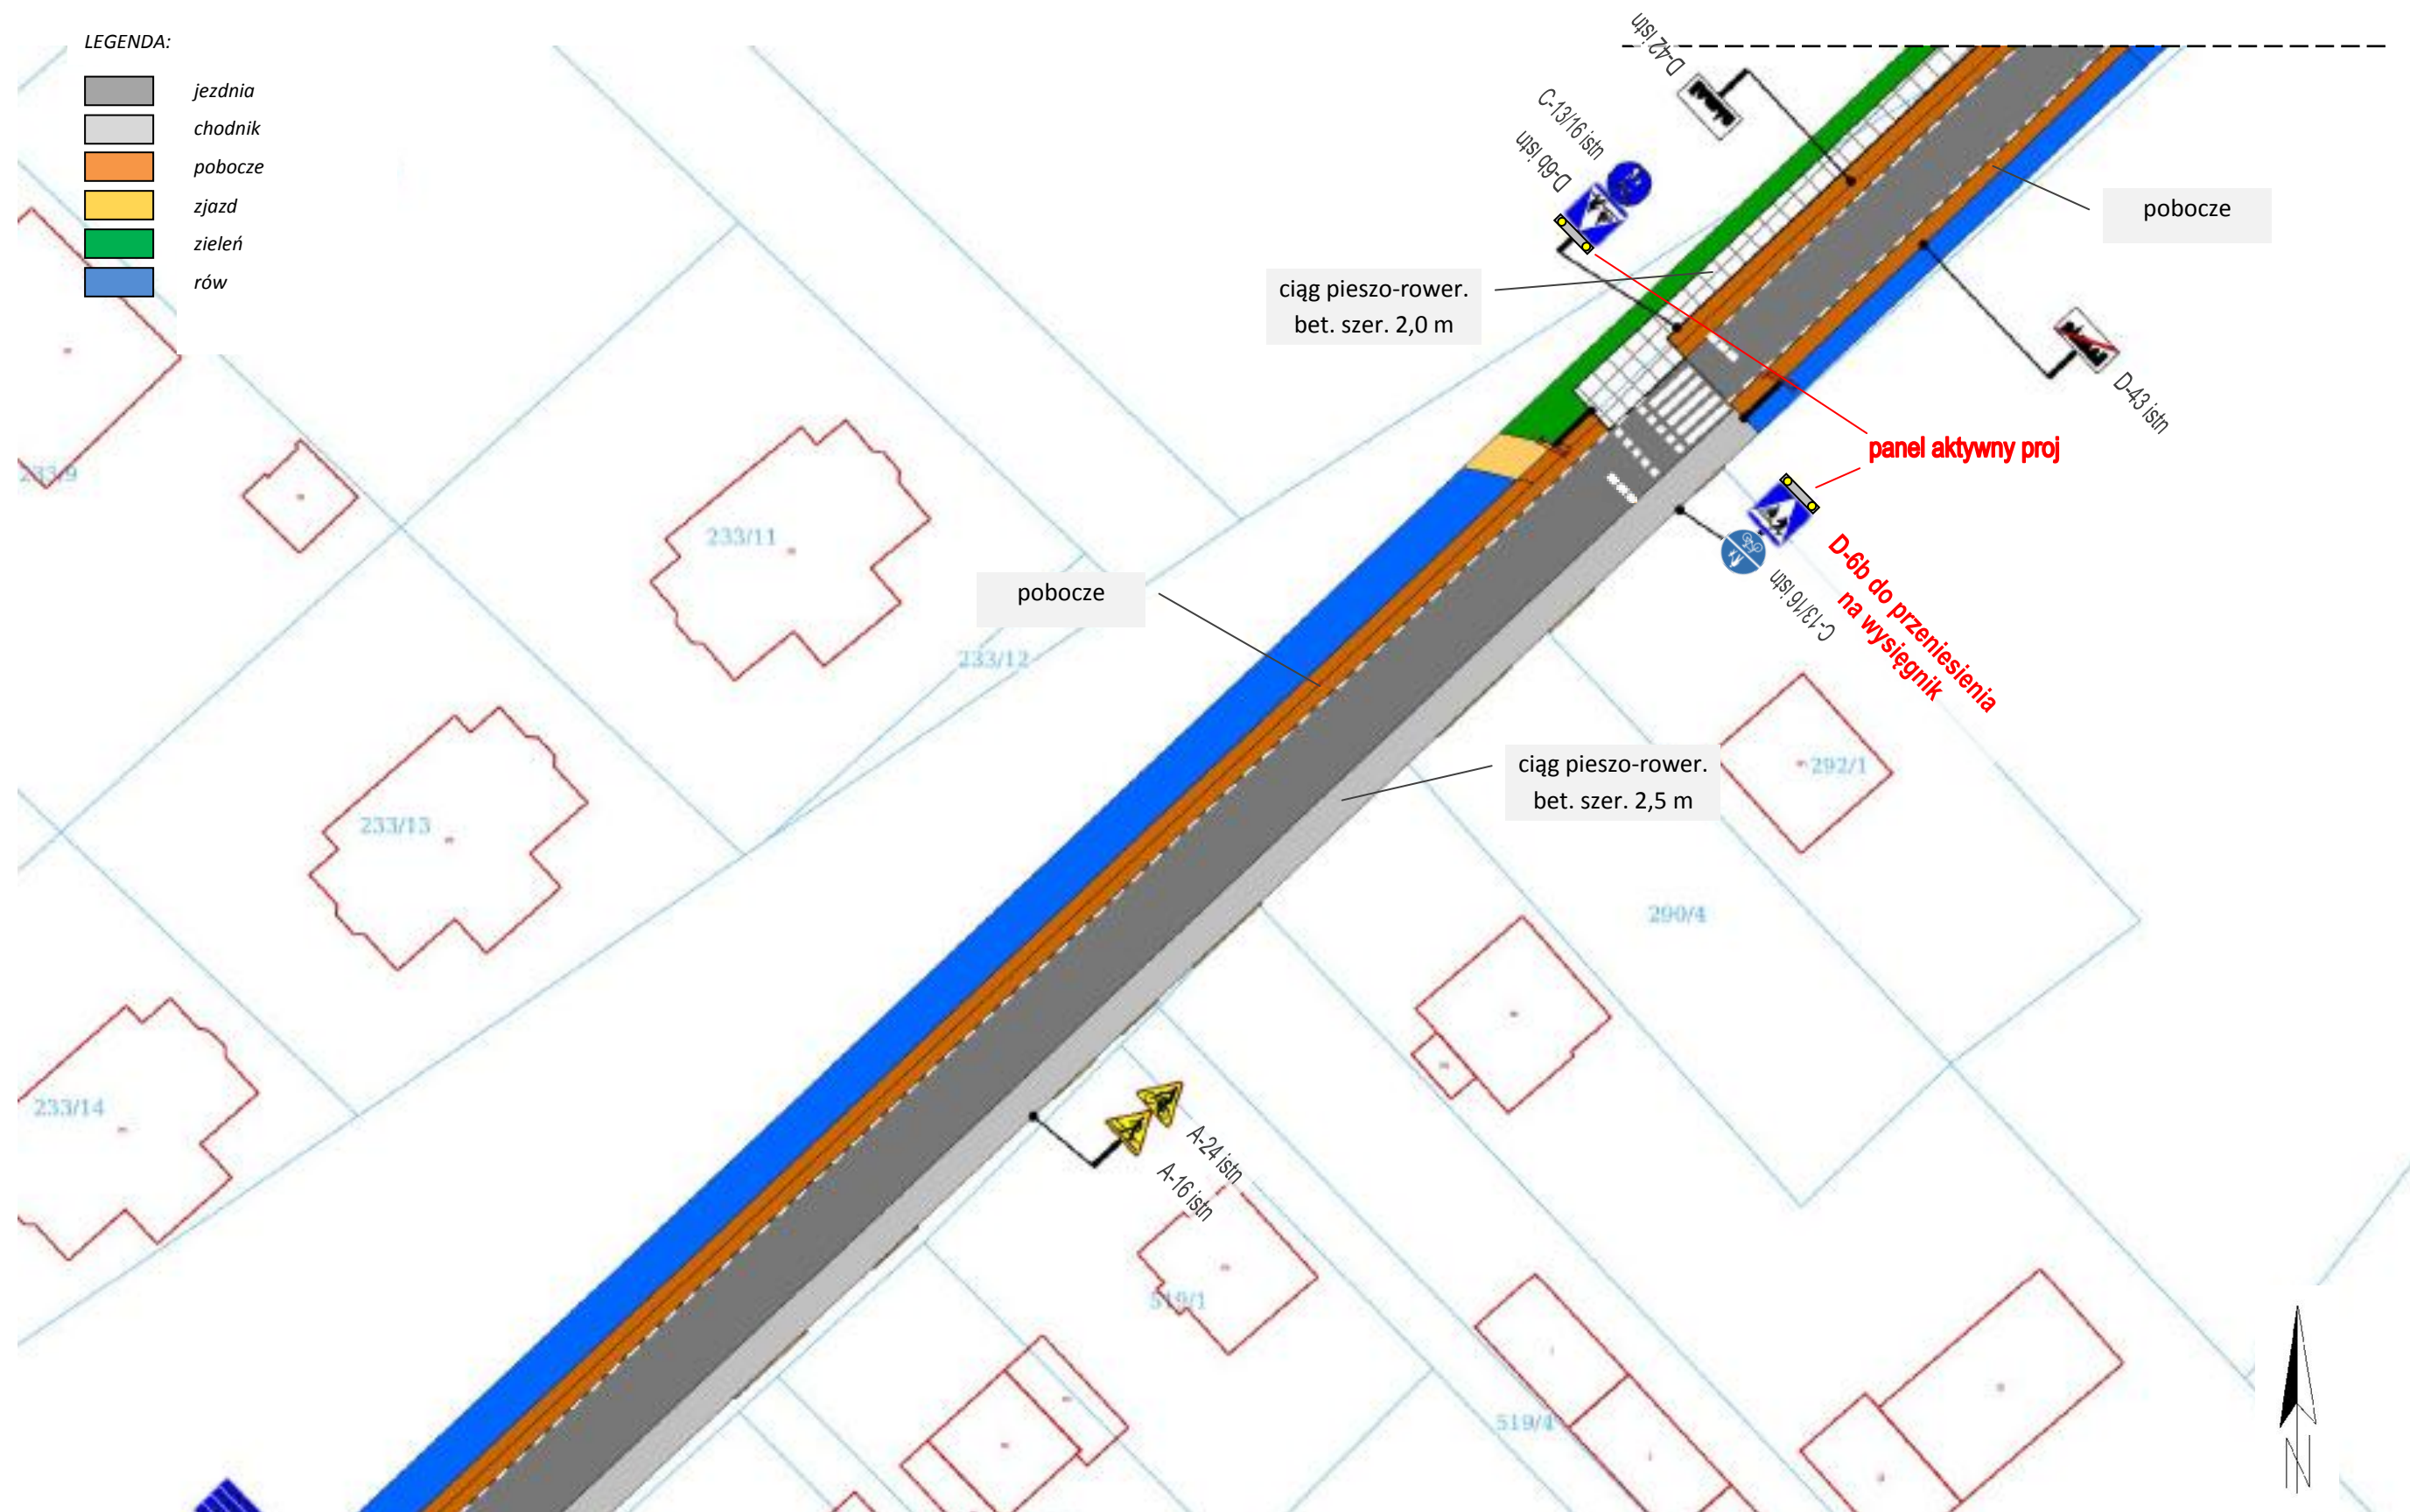 LEGENDA:
jezdnia
chodnik
pobocze
zjazd
zieleń
rów
D-42 istn
C-13/16 istn
D-6b istn
pobocze
ciąg pieszo-rower.
bet. szer. 2,0 m
D-43 istn
panel aktywny proj
233/9
233/11
D-6b do przeniesienia
na wysięgnik
C-13/16 istn
pobocze
233/12
ciąg pieszo-rower.
bet. szer. 2,5 m
292/1
233/13
290/4
233/14
A-24 istn
A-16 istn
519/1
519/4
N